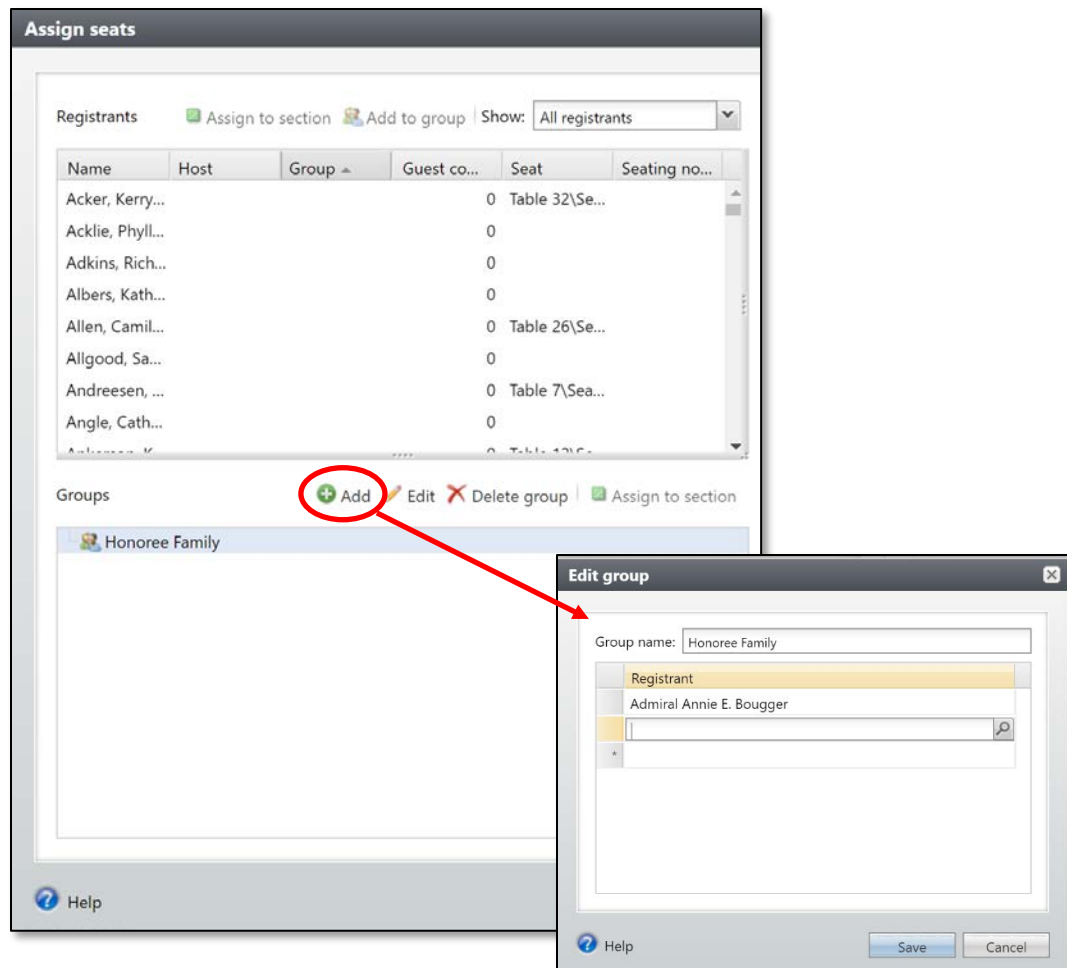 Assign seats
Registrants Assign to section Add to group Show: All registrants
Name Host Group Guest co... Seat Seating no...
Acker, Kerry... 0 Table 32\Se...
Acklie, Phyll... 0
Adkins, Rich... 0
Albers, Kath... 0
Allen, Camil... 0 Table 26\Se...
Allgood, Sa... 0
Andreesen, ... 0 Table 7\Sea...
Angle, Cath... 0
Groups Add Edit Delete group Assign to section
Honoree Family
Help
Edit group
Group name: Honoree Family
Registrant
Admiral Annie E. Bougger
*
Help Save Cancel